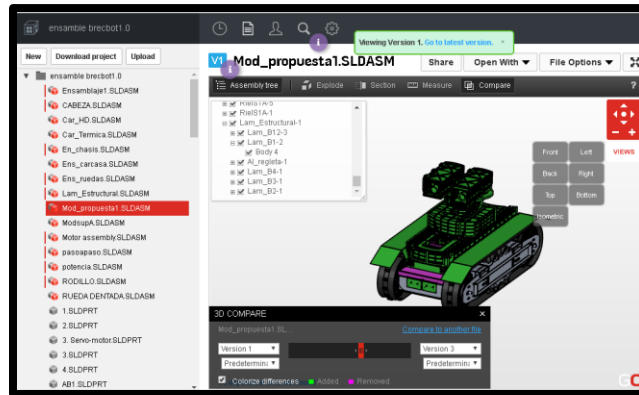 ensamble brecbot1.0
Viewing Version 1. Go to latest version. ×
New Download project Upload
V1 Mod_propuesta1.SLDASM Share Open With File Options
Assembly tree Explode Section Measure Compare ?
ensamble brecbot1.0
Ensamblaje1.SLDASM
CABEZA.SLDASM
Car_HD.SLDASM
Car_Termica.SLDASM
En_chasis.SLDASM
Ens_carcasa.SLDASM
Ens_ruedas.SLDASM
Lam_Estructural.SLDASM
Mod_propuesta1.SLDASM
ModsupA.SLDASM
Motor assembly.SLDASM
pasoapaso.SLDASM
potencia.SLDASM
RODILLO.SLDASM
RUEDA DENTADA.SLDASM
1.SLDPRT
2.SLDPRT
3. Servo-motor.SLDPRT
3.SLDPRT
4.SLDPRT
AB1.SLDPRT
RielS1A-5
RielS1A-1
Lam_Estructural-1
Lam_B12-3
Lam_B1-2
Body 4
Al_regleta-1
Lam_B4-1
Lam_B3-1
Lam_B2-1
Front Left VIEWS
Back Right
Top Bottom
Isometric
3D COMPARE ×
Mod_propuesta1.SL... Compare to another file
Version 1 Version 3
Predetermina Predetermina
Colorize differences Added Removed